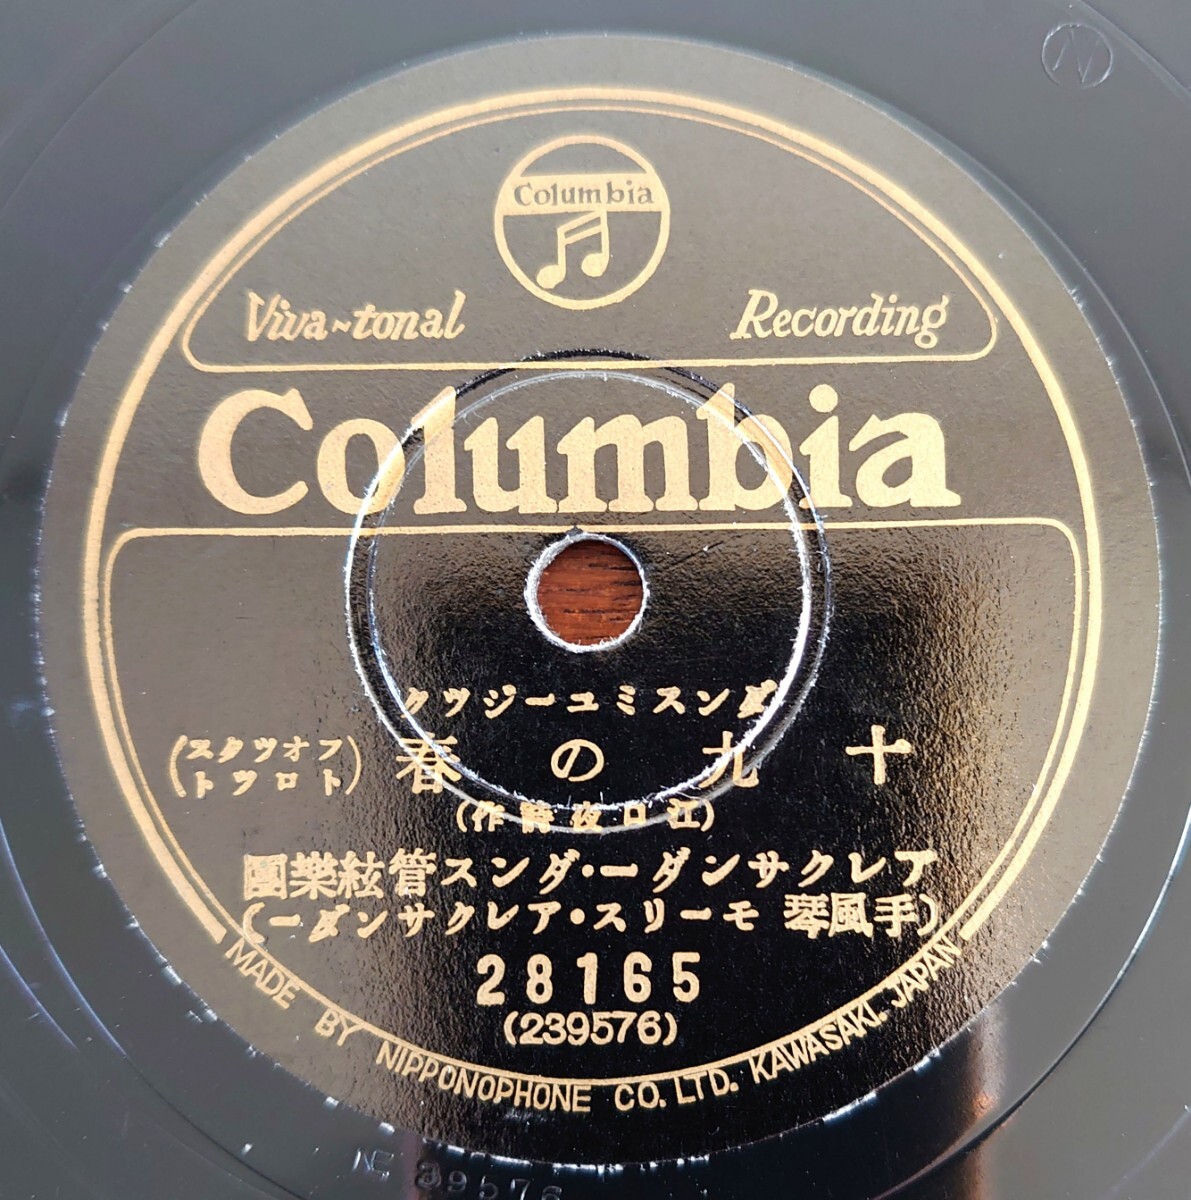 Columbia
Viva-tonal Recording
Columbia
ダンスミユージツク
十九の春 (フオツクス
トロツト)
(江口夜詩作)
アレクサンダー・ダンス管絃樂團
(手風琴 モーリス・アレクサンダー)
28165
(239576)
MADE BY NIPPONOPHONE CO. LTD. KAWASAKI. JAPAN
N
39576